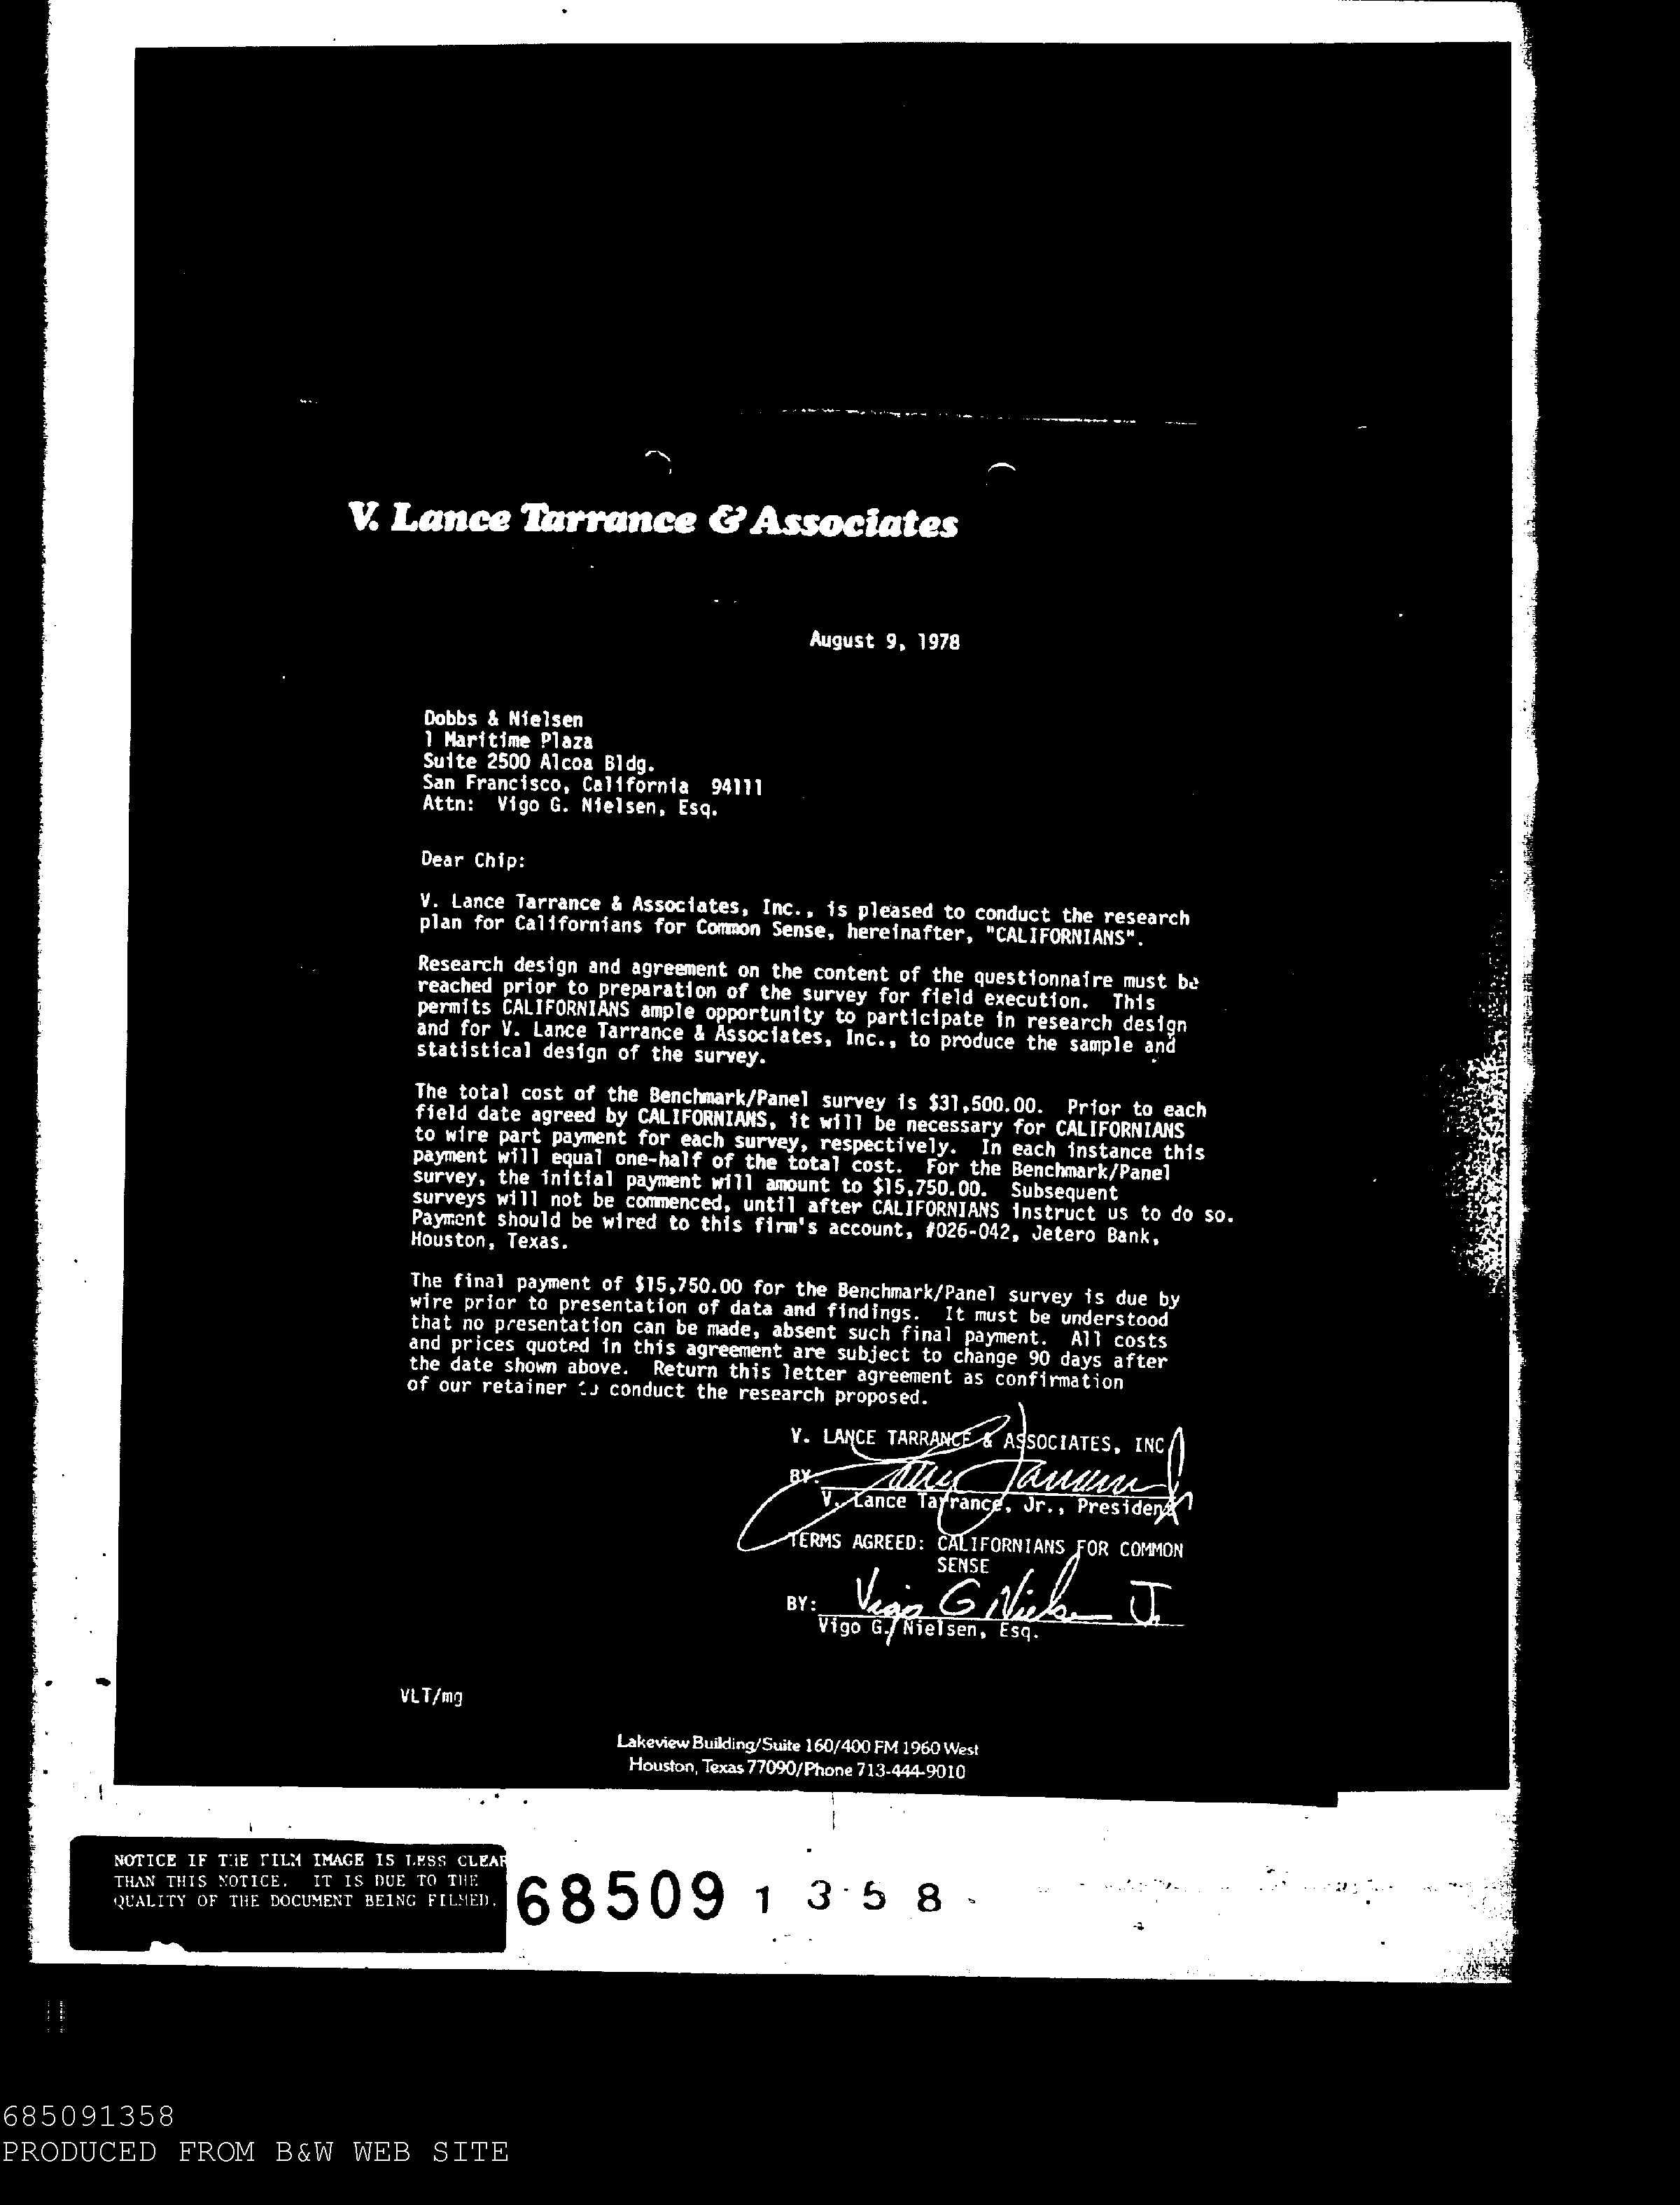 V. Lance Tarrance & Associates
August 9, 1978
Dobbs & Nielsen
1 Maritime Plaza
Suite 2500 Alcoa Bldg.
San Francisco, California 94111
Attn: Vigo G. Nielsen, Esq.
Dear Chip:
V. Lance Tarrance & Associates, Inc., is pleased to conduct the research
plan for Californians for Common Sense, hereinafter, "CALIFORNIANS".
Research design and agreement on the content of the questionnaire must be
reached prior to preparation of the survey for field execution. This
permits CALIFORNIANS ample opportunity to participate in research design
and for V. Lance Tarrance & Associates, Inc., to produce the sample and
statistical design of the survey.
The total cost of the Benchmark/Panel survey is $31,500.00. Prior to each
field date agreed by CALIFORNIANS, it will be necessary for CALIFORNIANS
to wire part payment for each survey, respectively. In each instance this
payment will equal one-half of the total cost. For the Benchmark/Panel
survey, the initial payment will amount to $15,750.00. Subsequent
surveys will not be commenced, until after CALIFORNIANS instruct us to do so.
Payment should be wired to this firm's account, #026-042, Jetero Bank,
Houston, Texas.
The final payment of $15,750.00 for the Benchmark/Panel survey is due by
wire prior to presentation of data and findings. It must be understood
that no presentation can be made, absent such final payment. All costs
and prices quoted in this agreement are subject to change 90 days after
the date shown above. Return this letter agreement as confirmation
of our retainer to conduct the research proposed.
V. LANCE TARRANCE & ASSOCIATES, INC
BY: Lance Tarrance Jr
V. Lance Tarrance, Jr., President
TERMS AGREED: CALIFORNIANS FOR COMMON
SENSE
BY: Vigo G Nielsen Jr
Vigo G. Nielsen, Esq.
VLT/mg
Lakeview Building/Suite 160/400 FM 1960 West
Houston, Texas 77090/Phone 713-444-9010
NOTICE IF THE FILM IMAGE IS LESS CLEAR
THAN THIS NOTICE. IT IS DUE TO THE
QUALITY OF THE DOCUMENT BEING FILMED.
68509 1 3 5 8
685091358
PRODUCED FROM B&W WEB SITE